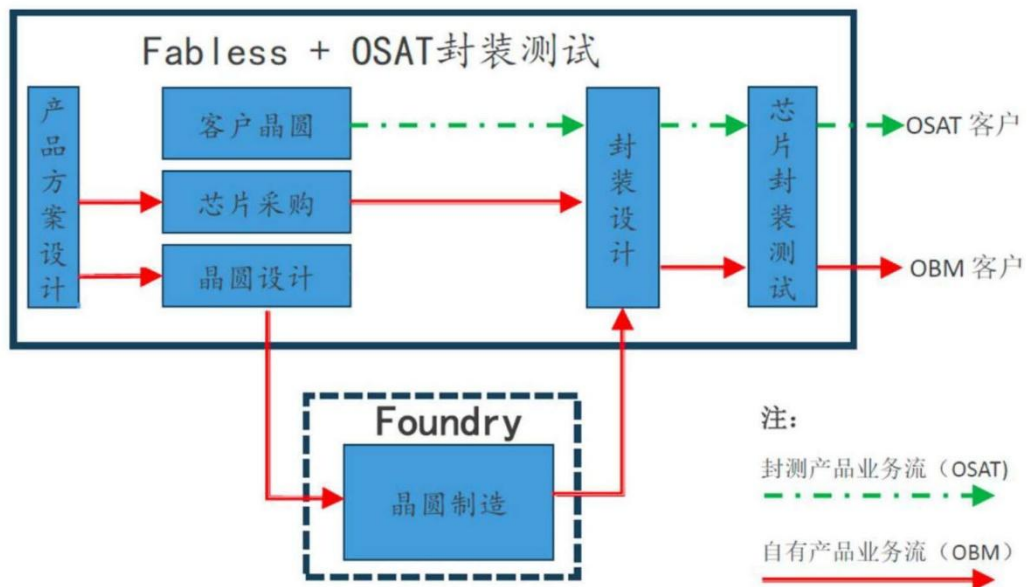 Fabless + OSAT封装测试
产品方案设计
客户晶圆
芯片采购
晶圆设计
封装设计
芯片封装测试
OSAT 客户
OBM 客户
Foundry
晶圆制造
注：
封测产品业务流（OSAT)
自有产品业务流（OBM）